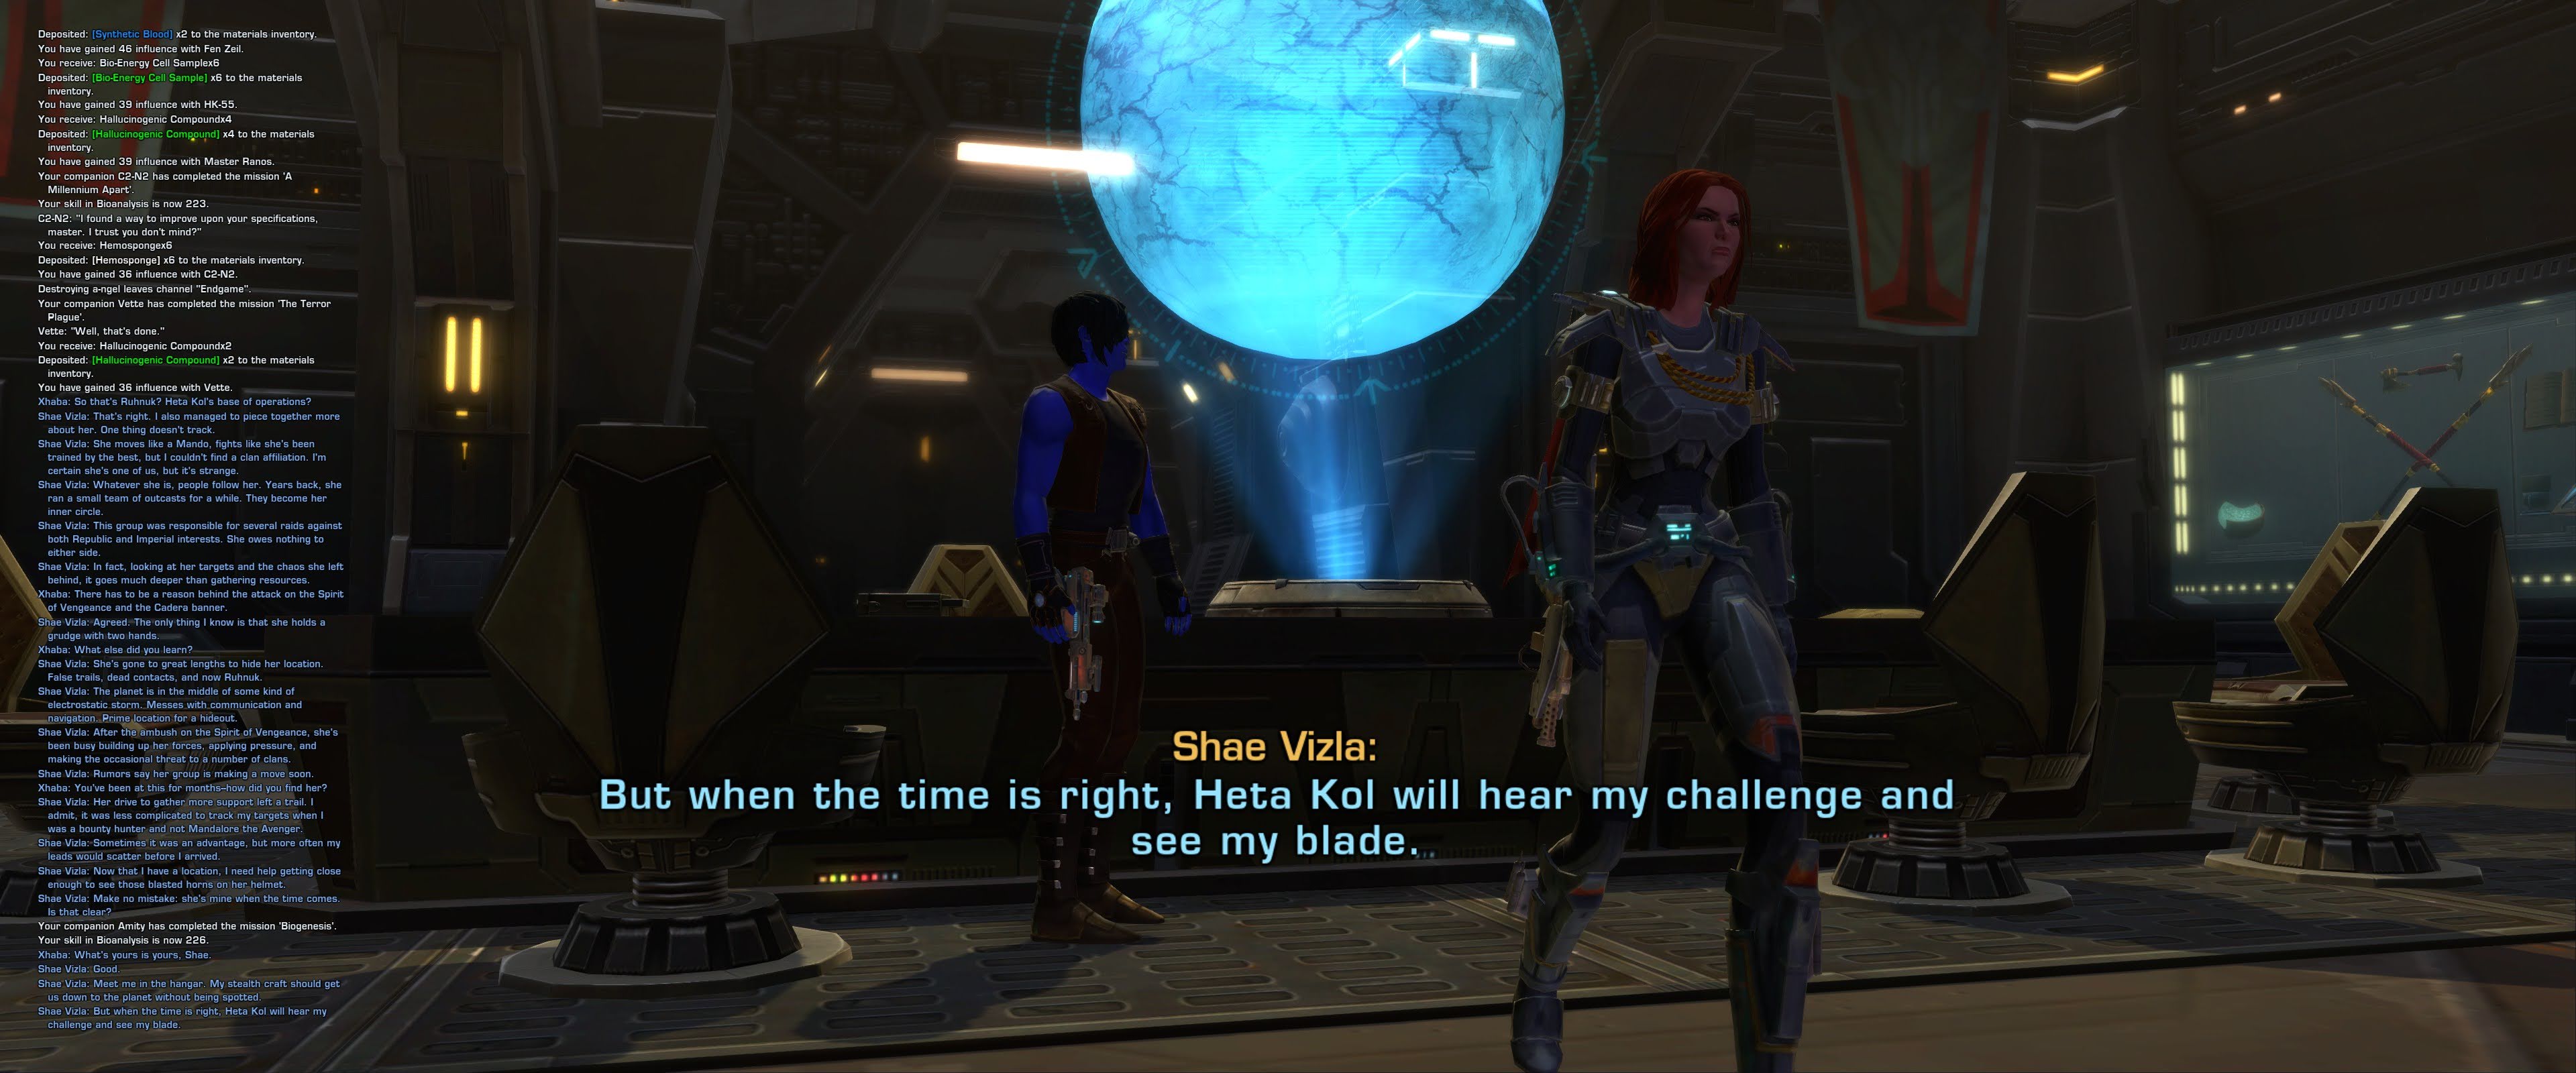 Deposited: [Synthetic Blood] x2 to the materials inventory.
You have gained 46 influence with Fen Zeil.
You receive: Bio-Energy Cell Samplex6
Deposited: [Bio-Energy Cell Sample] x6 to the materials
inventory.
You have gained 39 influence with HK-55.
You receive: Hallucinogenic Compoundx4
Deposited: [Hallucinogenic Compound] x4 to the materials
inventory.
You have gained 39 influence with Master Ranos.
Your companion C2-N2 has completed the mission 'A
Millennium Apart'.
Your skill in Bioanalysis is now 223.
C2-N2: "I found a way to improve upon your specifications,
master. I trust you don't mind?"
You receive: Hemospongex6
Deposited: [Hemosponge] x6 to the materials inventory.
You have gained 36 influence with C2-N2.
Destroying a-ngel leaves channel "Endgame".
Your companion Vette has completed the mission 'The Terror
Plague'.
Vette: "Well, that's done."
You receive: Hallucinogenic Compoundx2
Deposited: [Hallucinogenic Compound] x2 to the materials
inventory.
You have gained 36 influence with Vette.
Xhaba: So that's Ruhnuk? Heta Kol's base of operations?
Shae Vizla: That's right. I also managed to piece together more
about her. One thing doesn't track.
Shae Vizla: She moves like a Mando, fights like she's been
trained by the best, but I couldn't find a clan affiliation. I'm
certain she's one of us, but it's strange.
Shae Vizla: Whatever she is, people follow her. Years back, she
ran a small team of outcasts for a while. They become her
inner circle.
Shae Vizla: This group was responsible for several raids against
both Republic and Imperial interests. She owes nothing to
either side.
Shae Vizla: In fact, looking at her targets and the chaos she left
behind, it goes much deeper than gathering resources.
Xhaba: There has to be a reason behind the attack on the Spirit
of Vengeance and the Cadera banner.
Shae Vizla: Agreed. The only thing I know is that she holds a
grudge with two hands.
Xhaba: What else did you learn?
Shae Vizla: She's gone to great lengths to hide her location.
False trails, dead contacts, and now Ruhnuk.
Shae Vizla: The planet is in the middle of some kind of
electrostatic storm. Messes with communication and
navigation. Prime location for a hideout.
Shae Vizla: After the ambush on the Spirit of Vengeance, she's
been busy building up her forces, applying pressure, and
making the occasional threat to a number of clans.
Shae Vizla: Rumors say her group is making a move soon.
Xhaba: You've been at this for months—how did you find her?
Shae Vizla: Her drive to gather more support left a trail. I
admit, it was less complicated to track my targets when I
was a bounty hunter and not Mandalore the Avenger.
Shae Vizla: Sometimes it was an advantage, but more often my
leads would scatter before I arrived.
Shae Vizla: Now that I have a location, I need help getting close
enough to see those blasted horns on her helmet.
Shae Vizla: Make no mistake: she's mine when the time comes.
Is that clear?
Your companion Amity has completed the mission 'Biogenesis'.
Your skill in Bioanalysis is now 226.
Xhaba: What's yours is yours, Shae.
Shae Vizla: Good.
Shae Vizla: Meet me in the hangar. My stealth craft should get
us down to the planet without being spotted.
Shae Vizla: But when the time is right, Heta Kol will hear my
challenge and see my blade.
Shae Vizla:
But when the time is right, Heta Kol will hear my challenge and
see my blade.